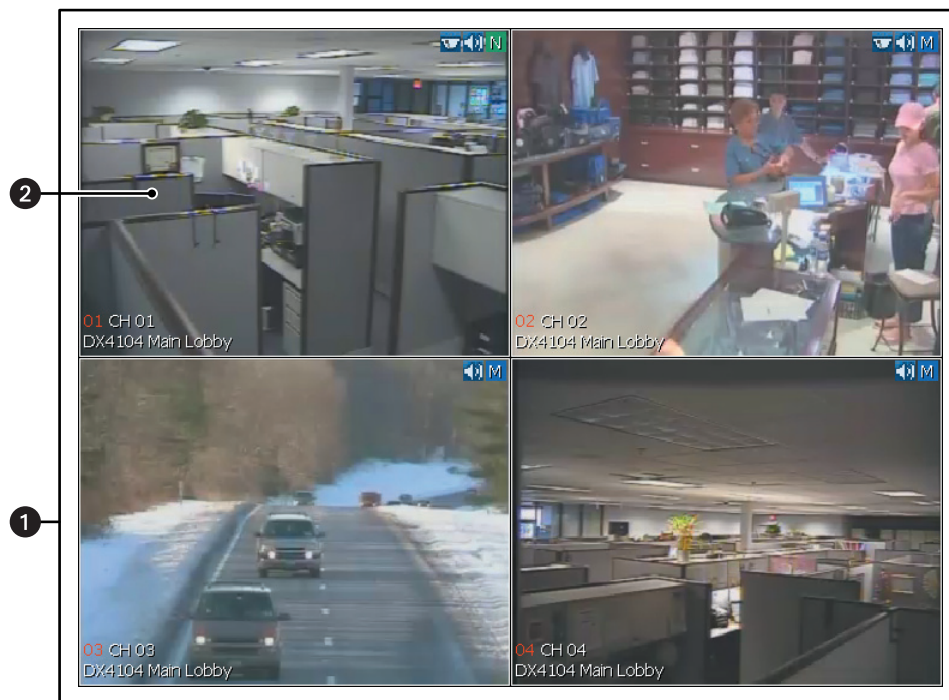 N
M
2
01 CH 01
DX4104 Main Lobby
02 CH 02
DX4104 Main Lobby
M
M
1
03 CH 03
DX4104 Main Lobby
04 CH 04
DX4104 Main Lobby